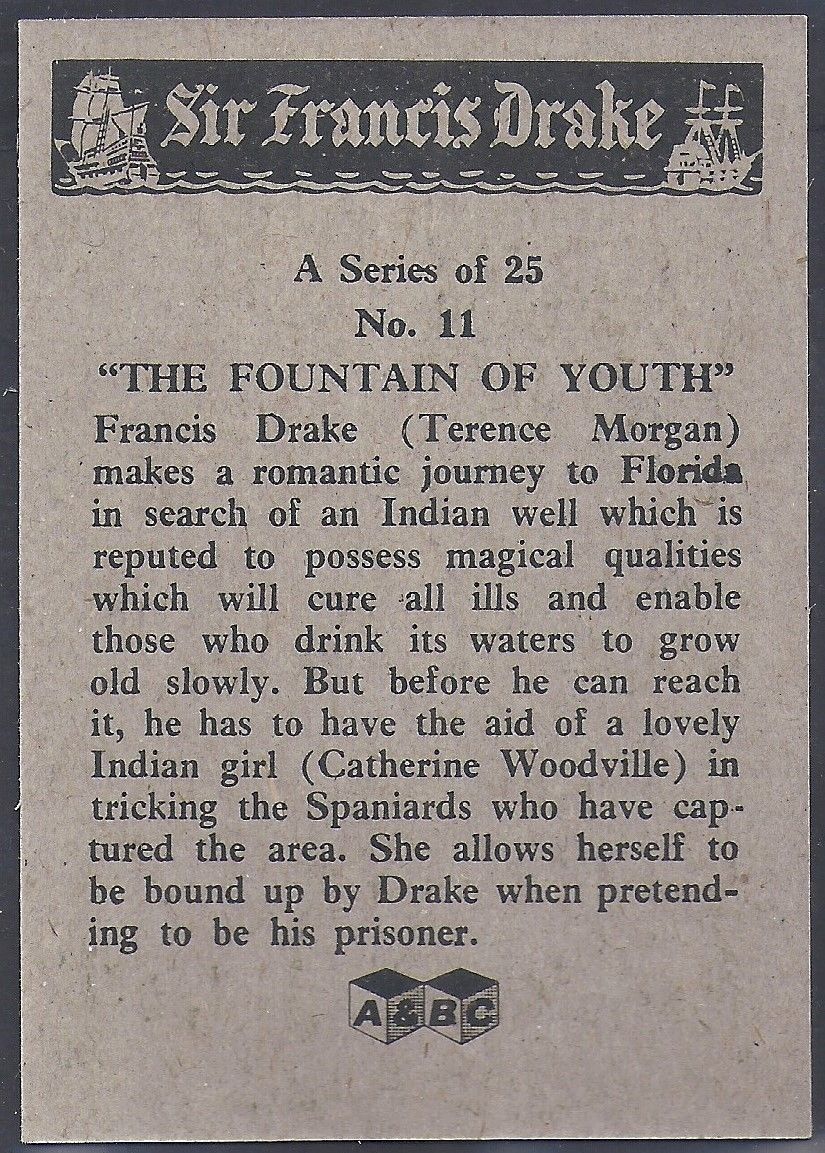 Sir Francis Drake
A Series of 25
No. 11
“THE FOUNTAIN OF YOUTH”
Francis Drake (Terence Morgan)
makes a romantic journey to Florida
in search of an Indian well which is
reputed to possess magical qualities
which will cure all ills and enable
those who drink its waters to grow
old slowly. But before he can reach
it, he has to have the aid of a lovely
Indian girl (Catherine Woodville) in
tricking the Spaniards who have cap-
tured the area. She allows herself to
be bound up by Drake when pretend-
ing to be his prisoner.
A&BC